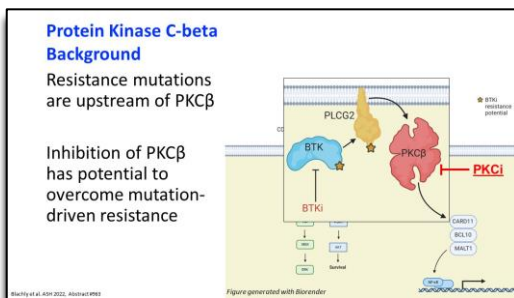 Protein Kinase C-beta
Background
Resistance mutations
are upstream of PKCβ
Inhibition of PKCβ
has potential to
overcome mutation-
driven resistance
PLCG2
BTK
PKCβ
BTKi
BTKi
resistance
potential
PKCi
CARD11
BCL10
MALT1
Survival
Blachly et al. ASH 2022, Abstract #963
Figure generated with Biorender